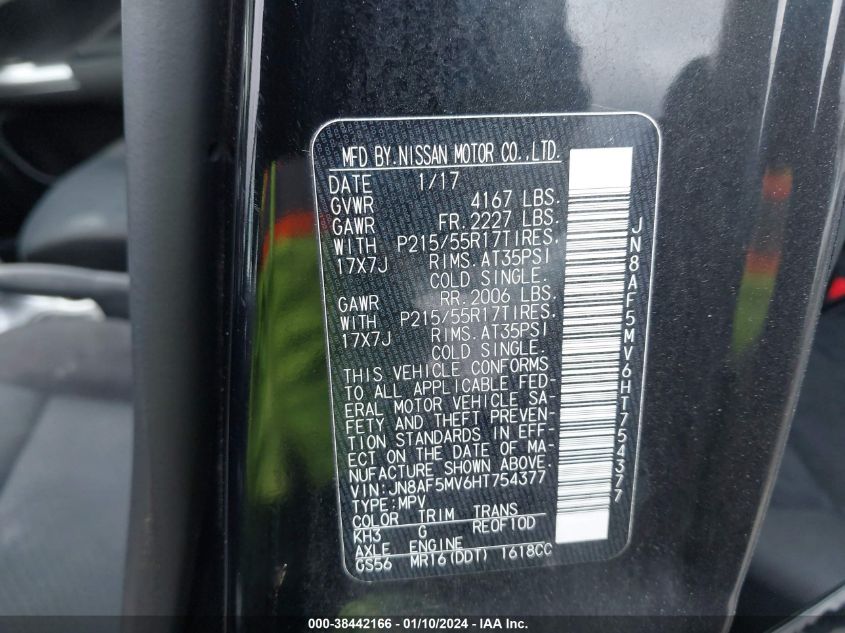 MFD BY.NISSAN MOTOR CO.,LTD.
DATE 1/17
GVWR 4167 LBS.
GAWR FR.2227 LBS.
WITH P215/55R17TIRES.
17X7J RIMS.AT35PSI
COLD SINGLE.
GAWR RR.2006 LBS.
WITH P215/55R17TIRES.
17X7J RIMS.AT35PSI
COLD SINGLE.
THIS VEHICLE CONFORMS
TO ALL APPLICABLE FED-
ERAL MOTOR VEHICLE SA-
FETY AND THEFT PREVEN-
TION STANDARDS IN EFF-
ECT ON THE DATE OF MA-
NUFACTURE SHOWN ABOVE.
VIN:JN8AF5MV6HT754377
TYPE:MPV
COLOR TRIM TRANS
KH3 G RE0F10D
AXLE ENGINE
GS56 MR16(DDT) 1618CC
JN8AF5MV6HT754377
000-38442166 - 01/10/2024 - IAA Inc.